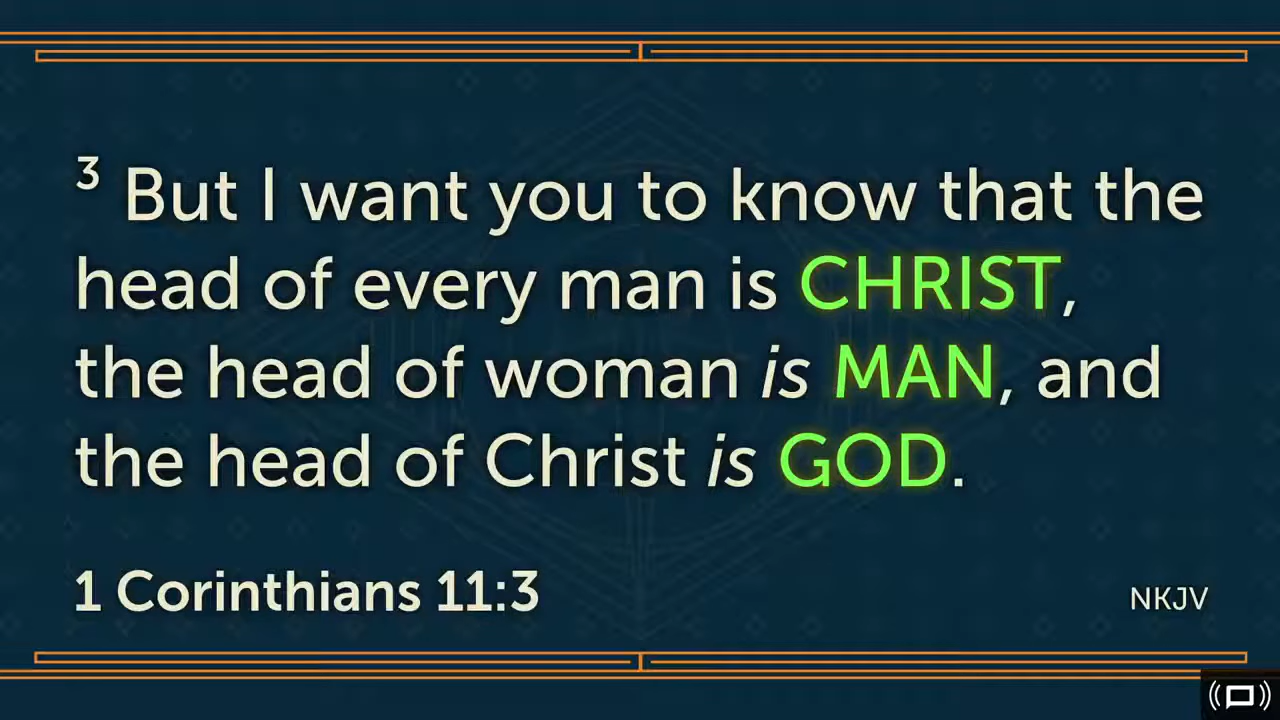 3 But I want you to know that the
head of every man is CHRIST,
the head of woman is MAN, and
the head of Christ is GOD.
1 Corinthians 11:3
NKJV